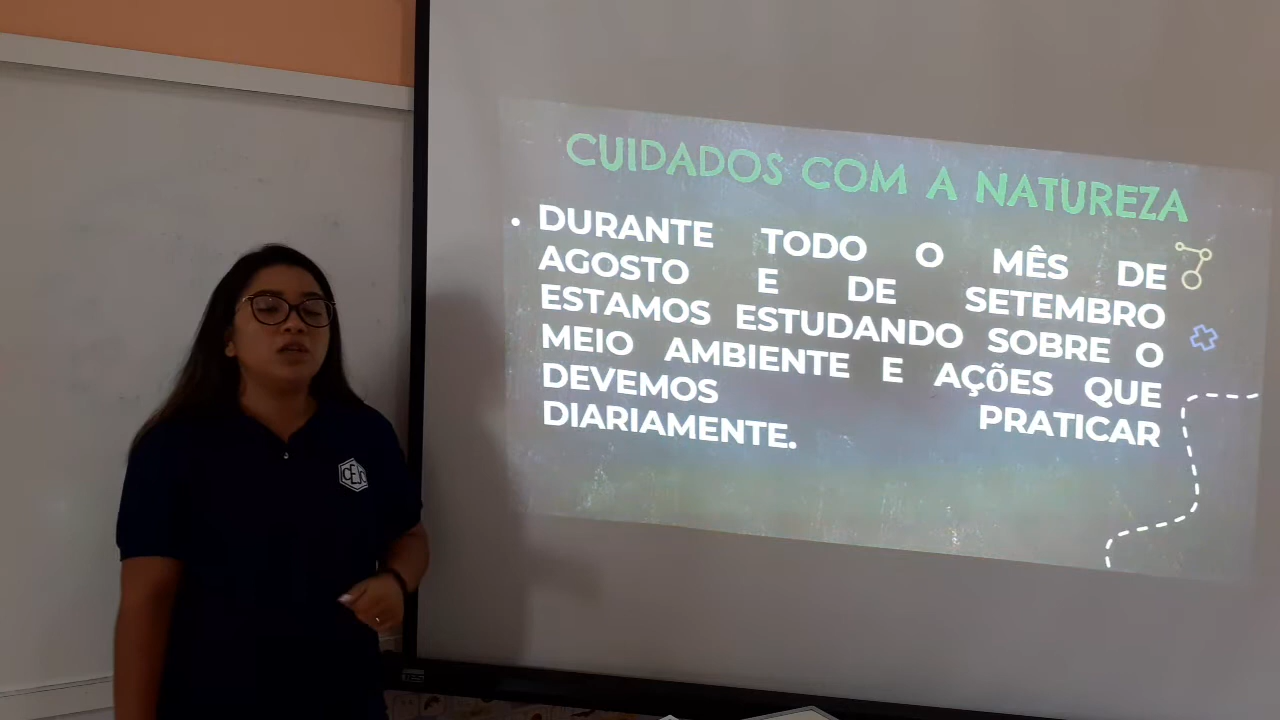 CUIDADOS COM A NATUREZA
• DURANTE TODO O MÊS DE
AGOSTO E DE SETEMBRO
ESTAMOS ESTUDANDO SOBRE O
MEIO AMBIENTE E AÇÕES QUE
DEVEMOS PRATICAR
DIARIAMENTE.